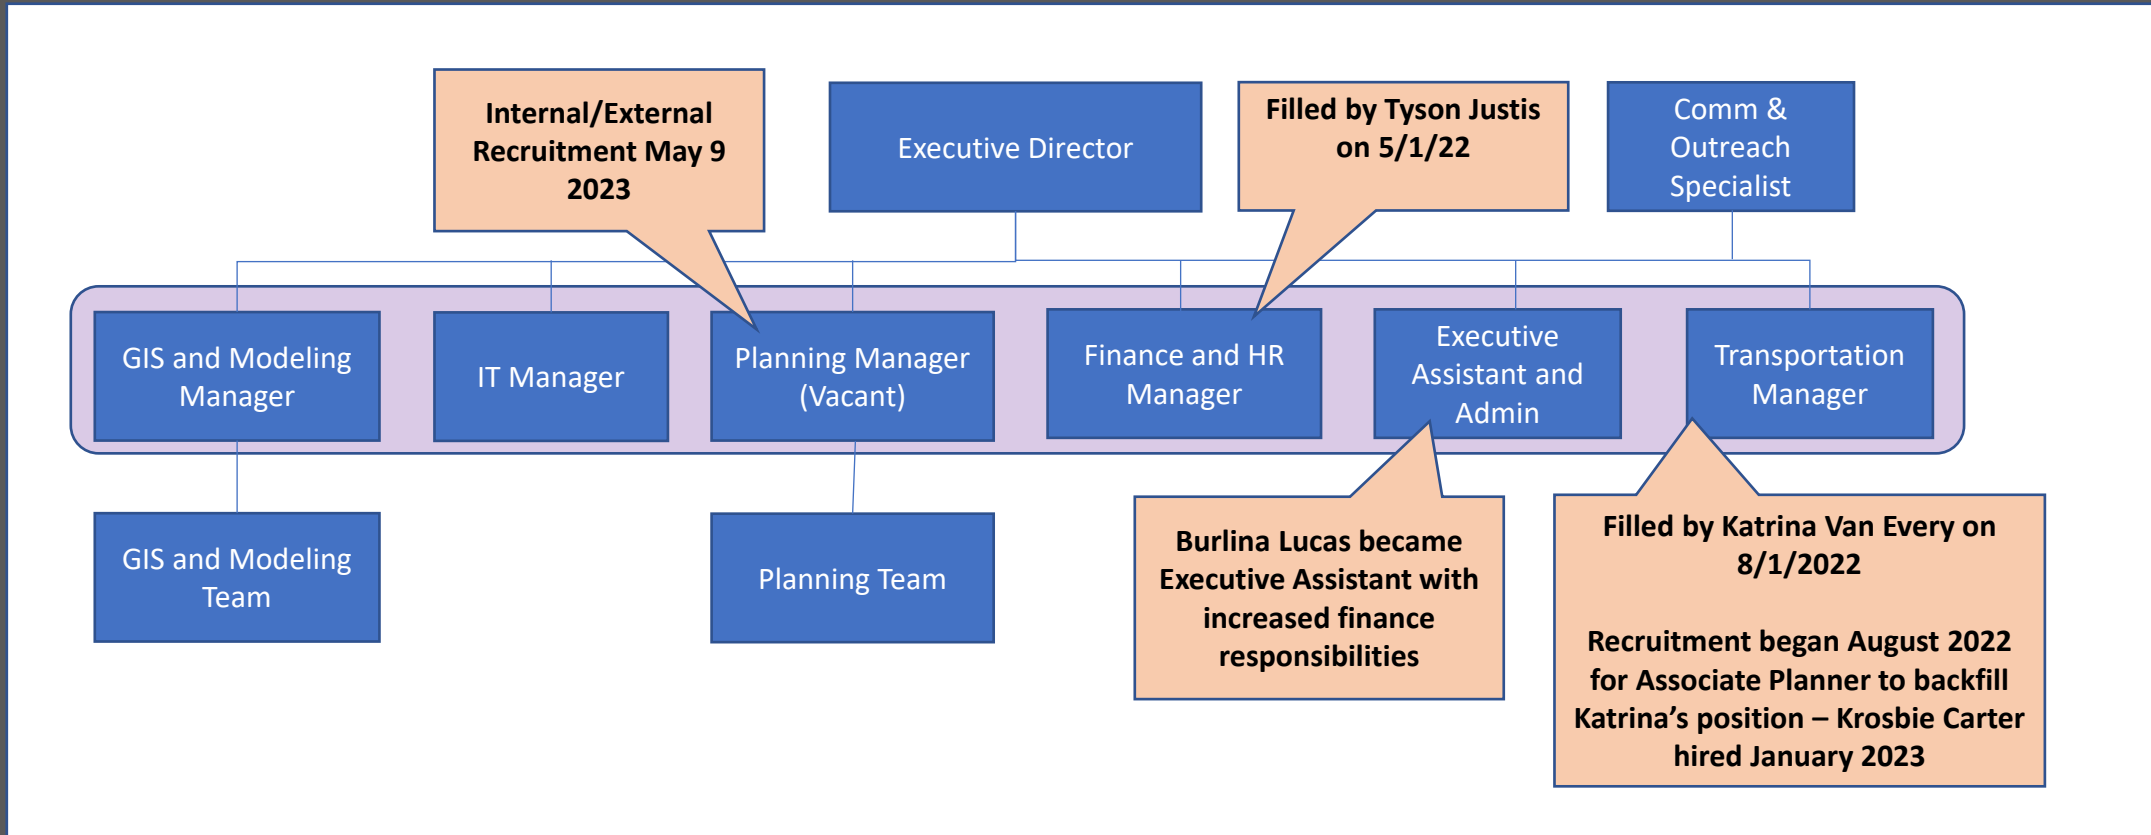 Internal/External
Recruitment May 9
2023
Executive Director
Filled by Tyson Justis
on 5/1/22
Comm &
Outreach
Specialist
GIS and Modeling
Manager
IT Manager
Planning Manager
(Vacant)
Finance and HR
Manager
Executive
Assistant and
Admin
Transportation
Manager
GIS and Modeling
Team
Planning Team
Burlina Lucas became
Executive Assistant with
increased finance
responsibilities
Filled by Katrina Van Every on
8/1/2022
Recruitment began August 2022
for Associate Planner to backfill
Katrina’s position – Krosbie Carter
hired January 2023